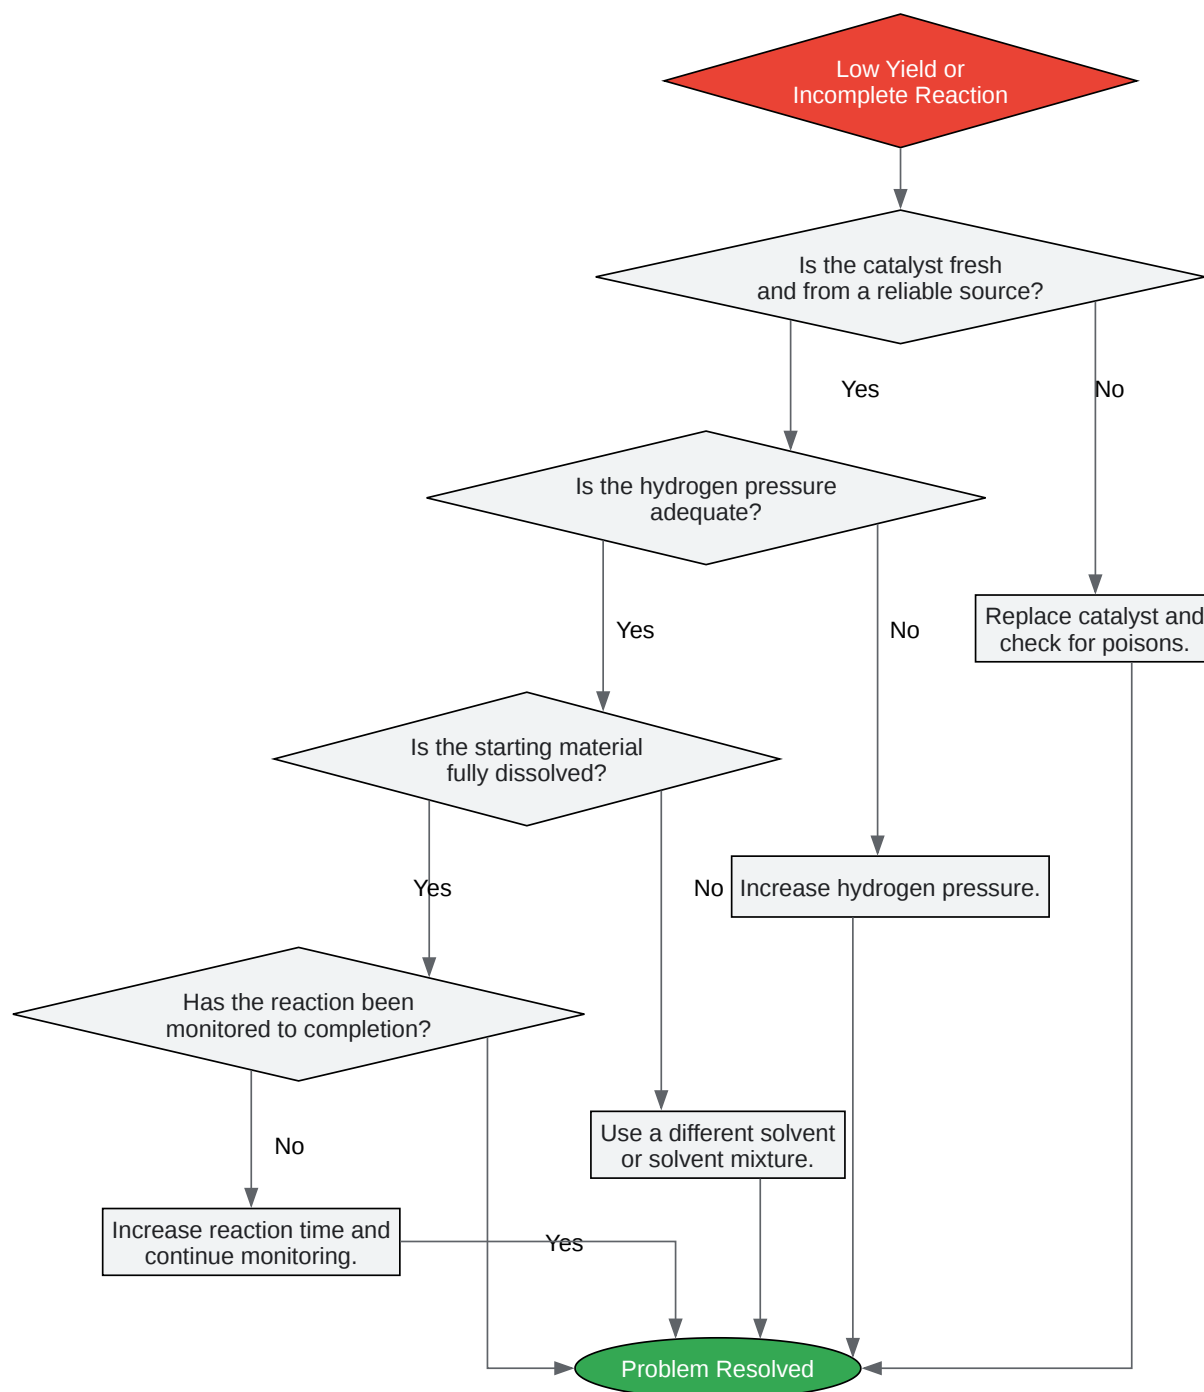 Low Yield or
Incomplete Reaction
Is the catalyst fresh
and from a reliable source?
Yes
No
Is the hydrogen pressure
adequate?
Yes
No
Replace catalyst and
check for poisons.
Is the starting material
fully dissolved?
Yes
No
Increase hydrogen pressure.
Has the reaction been
monitored to completion?
No
Use a different solvent
or solvent mixture.
Increase reaction time and
continue monitoring.
Yes
Problem Resolved